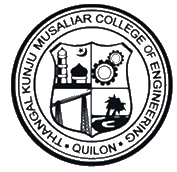 THANGAL KUNJU MUSALIAR COLLEGE OF ENGINEERING
• QUILON •